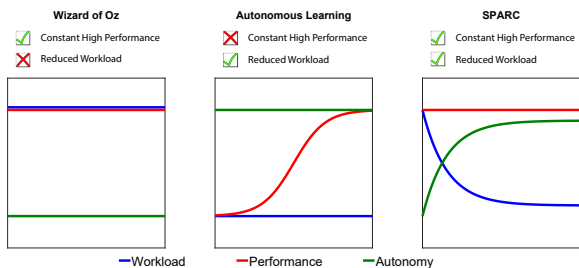 Wizard of Oz
Constant High Performance
Reduced Workload
Autonomous Learning
Constant High Performance
Reduced Workload
SPARC
Constant High Performance
Reduced Workload
Workload Performance Autonomy